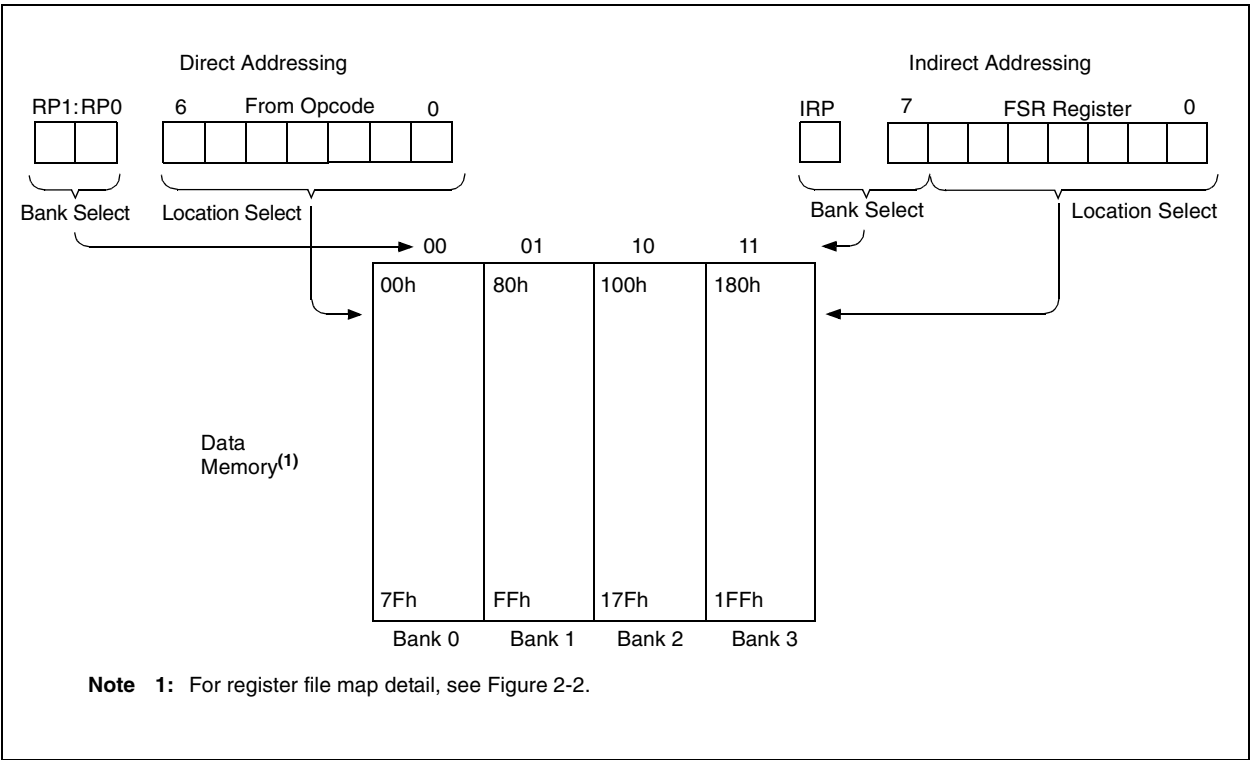 Direct Addressing
Indirect Addressing
RP1:RP0
6
From Opcode
0
IRP
7
FSR Register
0
Bank Select
Location Select
Bank Select
Location Select
00
01
10
11
00h
80h
100h
180h
Data
Memory(1)
7Fh
FFh
17Fh
1FFh
Bank 0
Bank 1
Bank 2
Bank 3
Note 1: For register file map detail, see Figure 2-2.